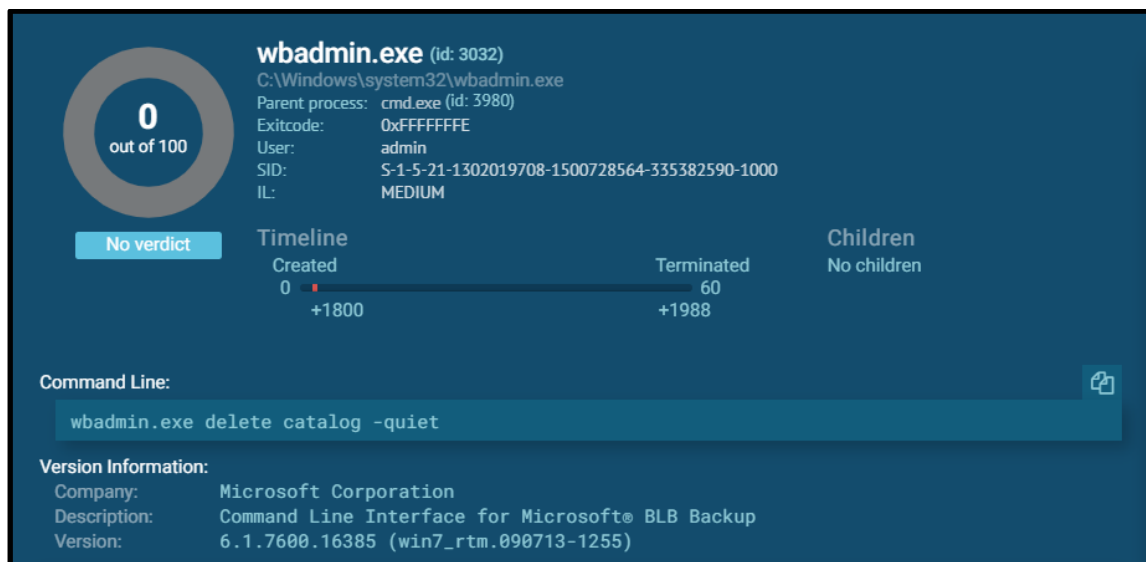 wbadmin.exe (id: 3032)
C:\Windows\system32\wbadmin.exe
Parent process: cmd.exe (id: 3980)
Exitcode: 0xFFFFFFFE
User: admin
SID: S-1-5-21-1302019708-1500728564-335382590-1000
IL: MEDIUM
0
out of 100
No verdict
Timeline
Created Terminated
0 60
+1800 +1988
Children
No children
Command Line:
wbadmin.exe delete catalog -quiet
Version Information:
Company: Microsoft Corporation
Description: Command Line Interface for Microsoft® BLB Backup
Version: 6.1.7600.16385 (win7_rtm.090713-1255)